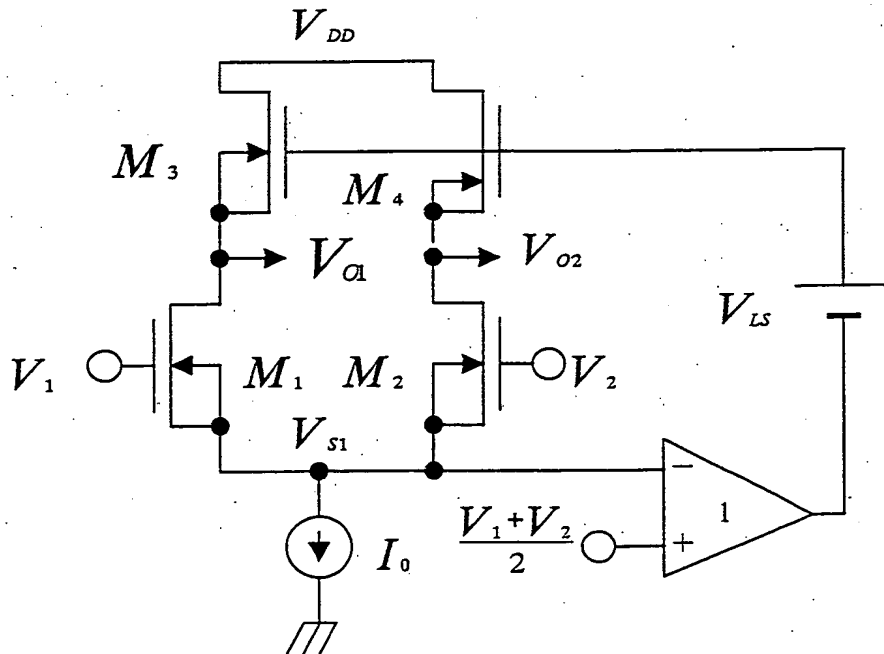 V_DD
M_3
M_4
V_O1
V_O2
V_LS
V_1
M_1
M_2
V_2
V_S1
−
1
I_0
(V_1+V_2)/2
+